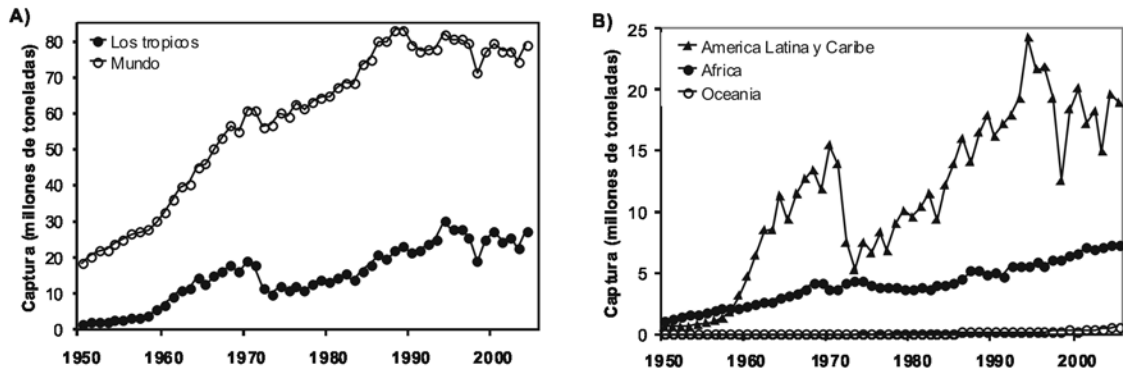 A)
Los tropicos
Mundo
Captura (millones de toneladas)
80
70
60
50
40
30
20
10
0
1950 1960 1970 1980 1990 2000
B)
America Latina y Caribe
Africa
Oceania
Captura (millones de toneladas)
25
20
15
10
5
0
1950 1960 1970 1980 1990 2000